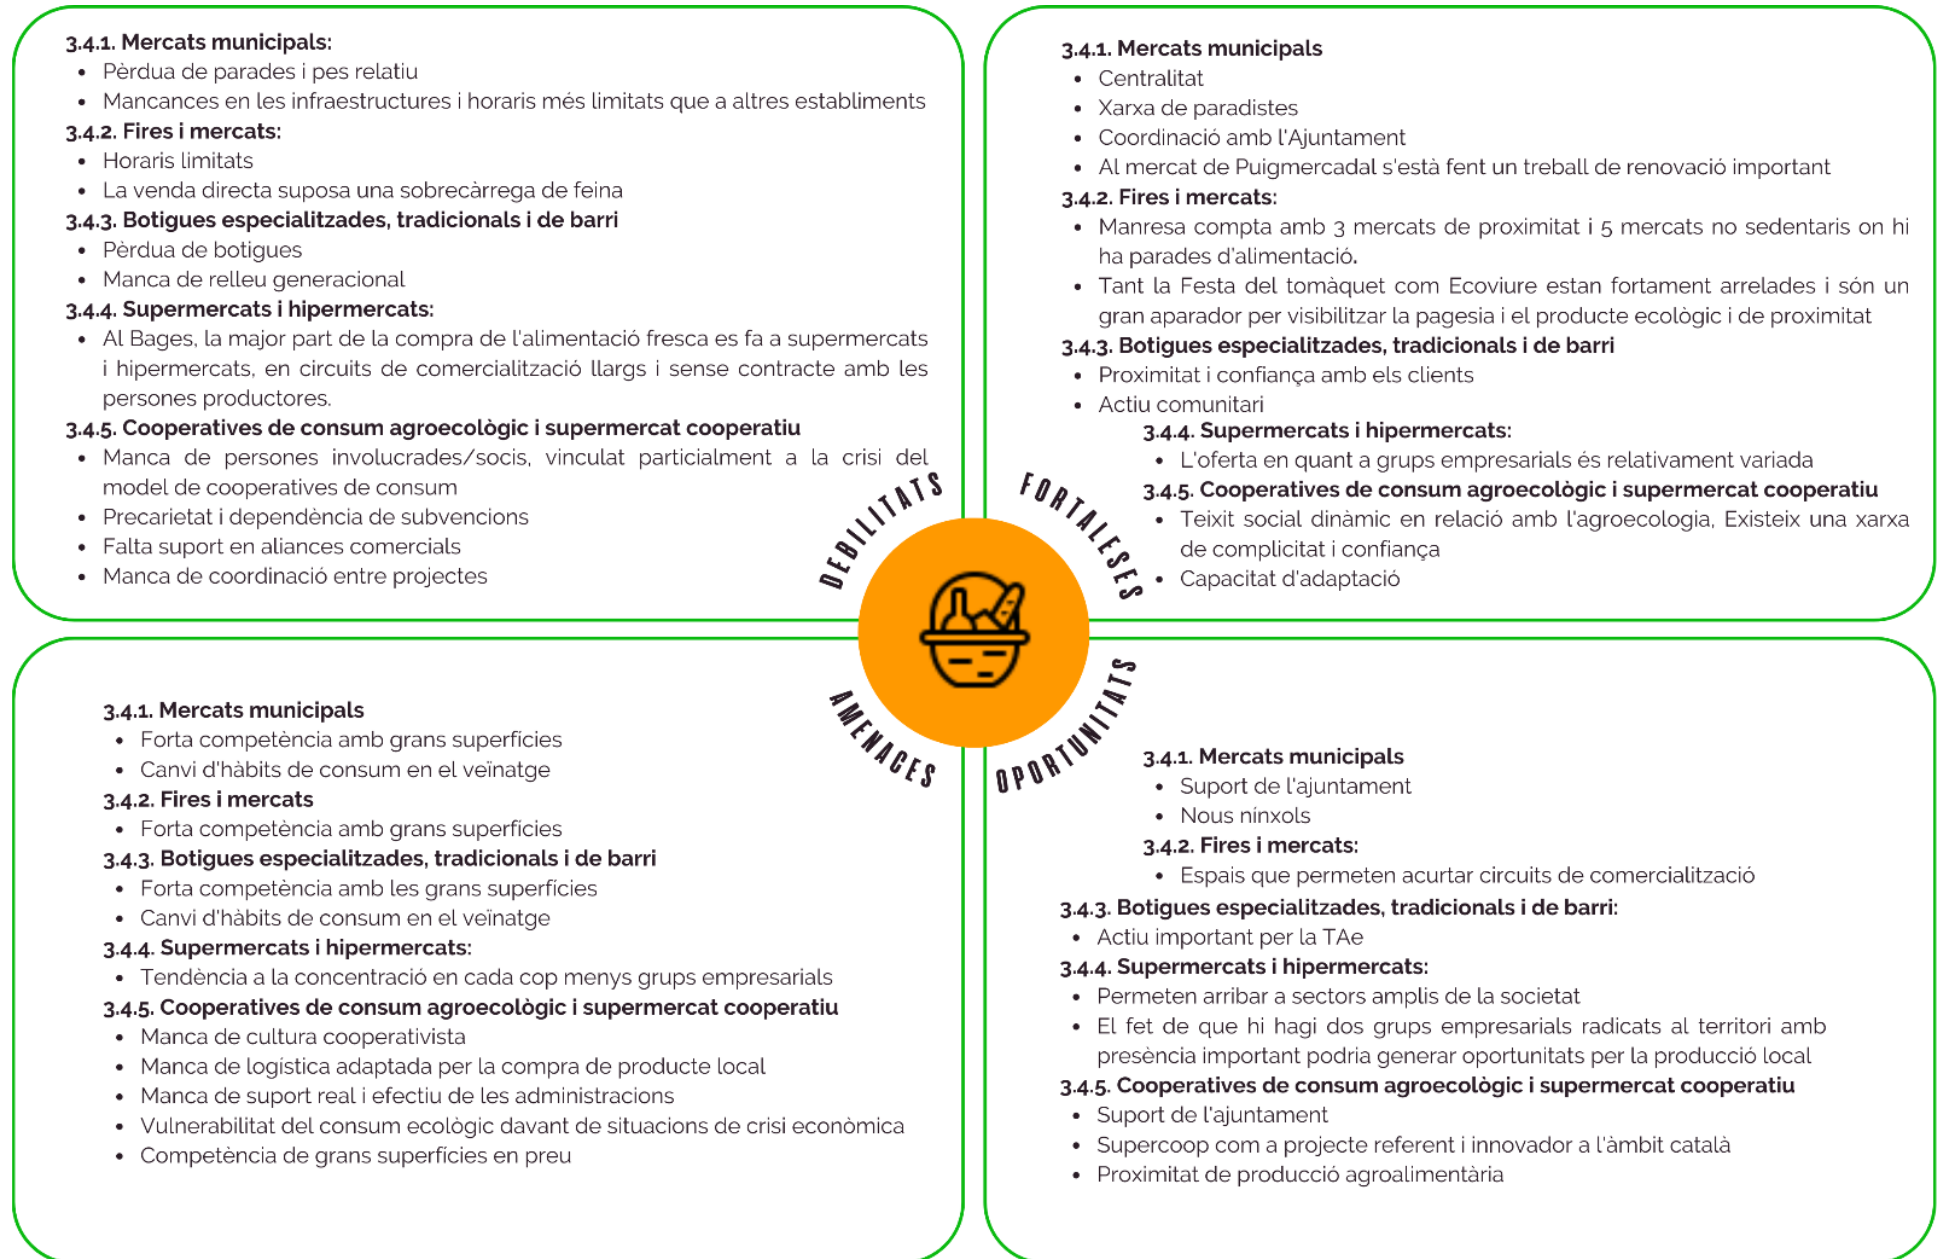 3.4.1. Mercats municipals:
• Pèrdua de parades i pes relatiu
• Mancances en les infraestructures i horaris més limitats que a altres establiments
3.4.2. Fires i mercats:
• Horaris limitats
• La venda directa suposa una sobrecàrrega de feina
3.4.3. Botigues especialitzades, tradicionals i de barri
• Pèrdua de botigues
• Manca de relleu generacional
3.4.4. Supermercats i hipermercats:
• Al Bages, la major part de la compra de l'alimentació fresca es fa a supermercats
i hipermercats, en circuits de comercialització llargs i sense contracte amb les
persones productores.
3.4.5. Cooperatives de consum agroecològic i supermercat cooperatiu
• Manca de persones involucrades/socis, vinculat particialment a la crisi del
model de cooperatives de consum
• Precarietat i dependència de subvencions
• Falta suport en aliances comercials
• Manca de coordinació entre projectes
DEBILITATS
3.4.1. Mercats municipals
• Centralitat
• Xarxa de paradistes
• Coordinació amb l'Ajuntament
• Al mercat de Puigmercadal s'està fent un treball de renovació important
3.4.2. Fires i mercats:
• Manresa compta amb 3 mercats de proximitat i 5 mercats no sedentaris on hi
ha parades d'alimentació.
• Tant la Festa del tomàquet com Ecoviure estan fortament arrelades i són un
gran aparador per visibilitzar la pagesia i el producte ecològic i de proximitat
3.4.3. Botigues especialitzades, tradicionals i de barri
• Proximitat i confiança amb els clients
• Actiu comunitari
3.4.4. Supermercats i hipermercats:
• L'oferta en quant a grups empresarials és relativament variada
3.4.5. Cooperatives de consum agroecològic i supermercat cooperatiu
• Teixit social dinàmic en relació amb l'agroecologia, Existeix una xarxa
de complicitat i confiança
• Capacitat d'adaptació
FORTALESES
3.4.1. Mercats municipals
• Forta competència amb grans superfícies
• Canvi d'hàbits de consum en el veïnatge
3.4.2. Fires i mercats
• Forta competència amb grans superfícies
3.4.3. Botigues especialitzades, tradicionals i de barri
• Forta competència amb les grans superfícies
• Canvi d'hàbits de consum en el veïnatge
3.4.4. Supermercats i hipermercats:
• Tendència a la concentració en cada cop menys grups empresarials
3.4.5. Cooperatives de consum agroecològic i supermercat cooperatiu
• Manca de cultura cooperativista
• Manca de logística adaptada per la compra de producte local
• Manca de suport real i efectiu de les administracions
• Vulnerabilitat del consum ecològic davant de situacions de crisi econòmica
• Competència de grans superfícies en preu
AMENACES
3.4.1. Mercats municipals
• Suport de l'ajuntament
• Nous nínxols
3.4.2. Fires i mercats:
• Espais que permeten acurtar circuits de comercialització
3.4.3. Botigues especialitzades, tradicionals i de barri:
• Actiu important per la TAe
3.4.4. Supermercats i hipermercats:
• Permeten arribar a sectors amplis de la societat
• El fet de que hi hagi dos grups empresarials radicats al territori amb
presència important podria generar oportunitats per la producció local
3.4.5. Cooperatives de consum agroecològic i supermercat cooperatiu
• Suport de l'ajuntament
• Supercoop com a projecte referent i innovador a l'àmbit català
• Proximitat de producció agroalimentària
OPORTUNITATS